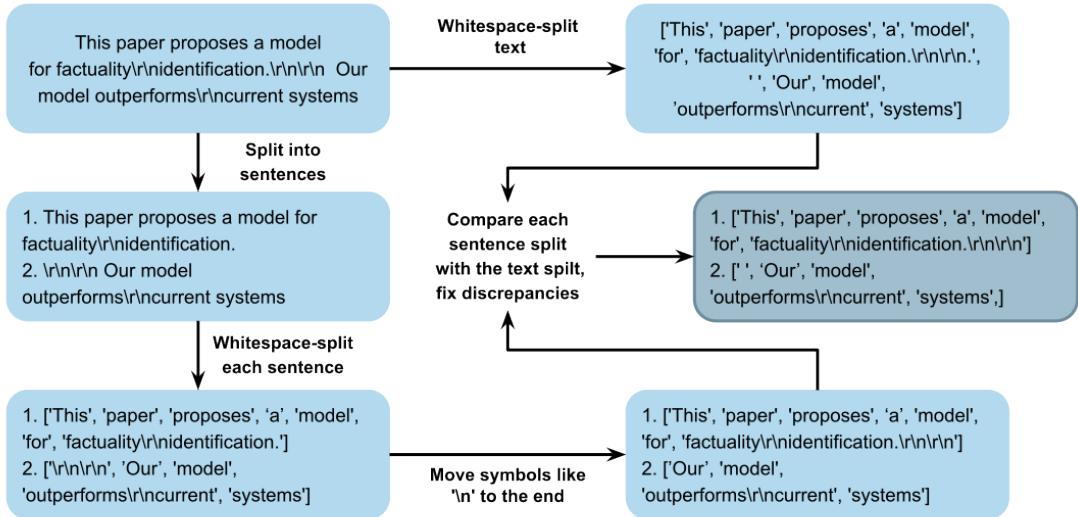 This paper proposes a model
for factuality\r\nidentification.\r\n\r\n  Our
model outperforms\r\ncurrent systems
Whitespace-split
text
['This', 'paper', 'proposes', 'a', 'model',
'for', 'factuality\r\nidentification.\r\n\r\n.',
' ', 'Our', 'model',
’outperforms\r\ncurrent', 'systems']
Split into
sentences
1. This paper proposes a model for
factuality\r\nidentification.
2. \r\n\r\n Our model
outperforms\r\ncurrent systems
Compare each
sentence split
with the text spilt,
fix discrepancies
1. ['This', 'paper', 'proposes', 'a', 'model',
'for', 'factuality\r\nidentification.\r\n\r\n']
2. [' ', ‘Our’, 'model',
'outperforms\r\ncurrent', 'systems',]
Whitespace-split
each sentence
1. ['This', 'paper', 'proposes', ‘a’, 'model',
'for', 'factuality\r\nidentification.']
2. ['\r\n\r\n', ’Our’, 'model',
'outperforms\r\ncurrent', 'systems']
Move symbols like
'\n' to the end
1. ['This', 'paper', 'proposes', ‘a’, 'model',
'for', 'factuality\r\nidentification.\r\n\r\n']
2. [’Our’, 'model',
'outperforms\r\ncurrent', 'systems']